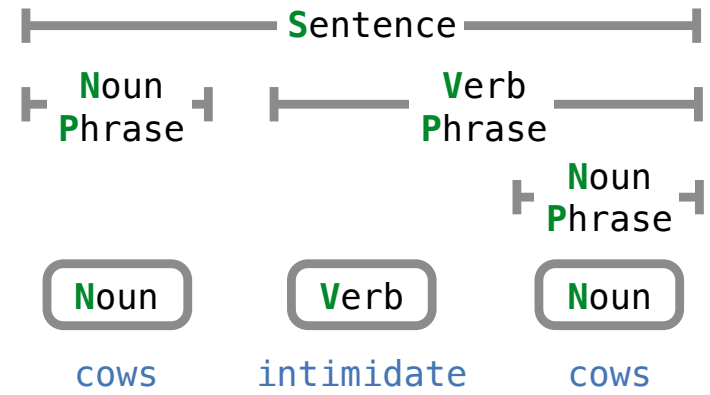 Sentence
Noun Verb
Phrase Phrase
Noun
Phrase
Noun Verb Noun
cows intimidate cows